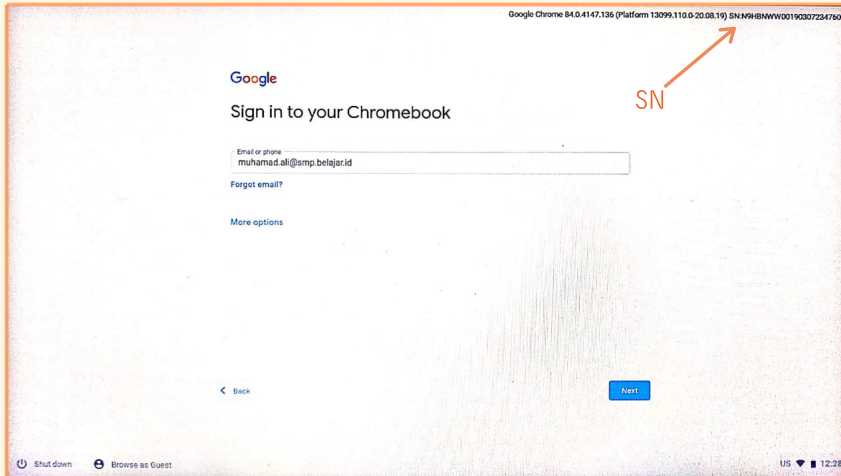 Google Chrome 84.0.4147.136 (Platform 13099.110.0-20.08.19) SN:N9HBNWW00190307234760
SN
Google
Sign in to your Chromebook
Email or phone
muhamad.ali@smp.belajar.id
Forgot email?
More options
Back
Next
Shut down
Browse as Guest
US
12:28